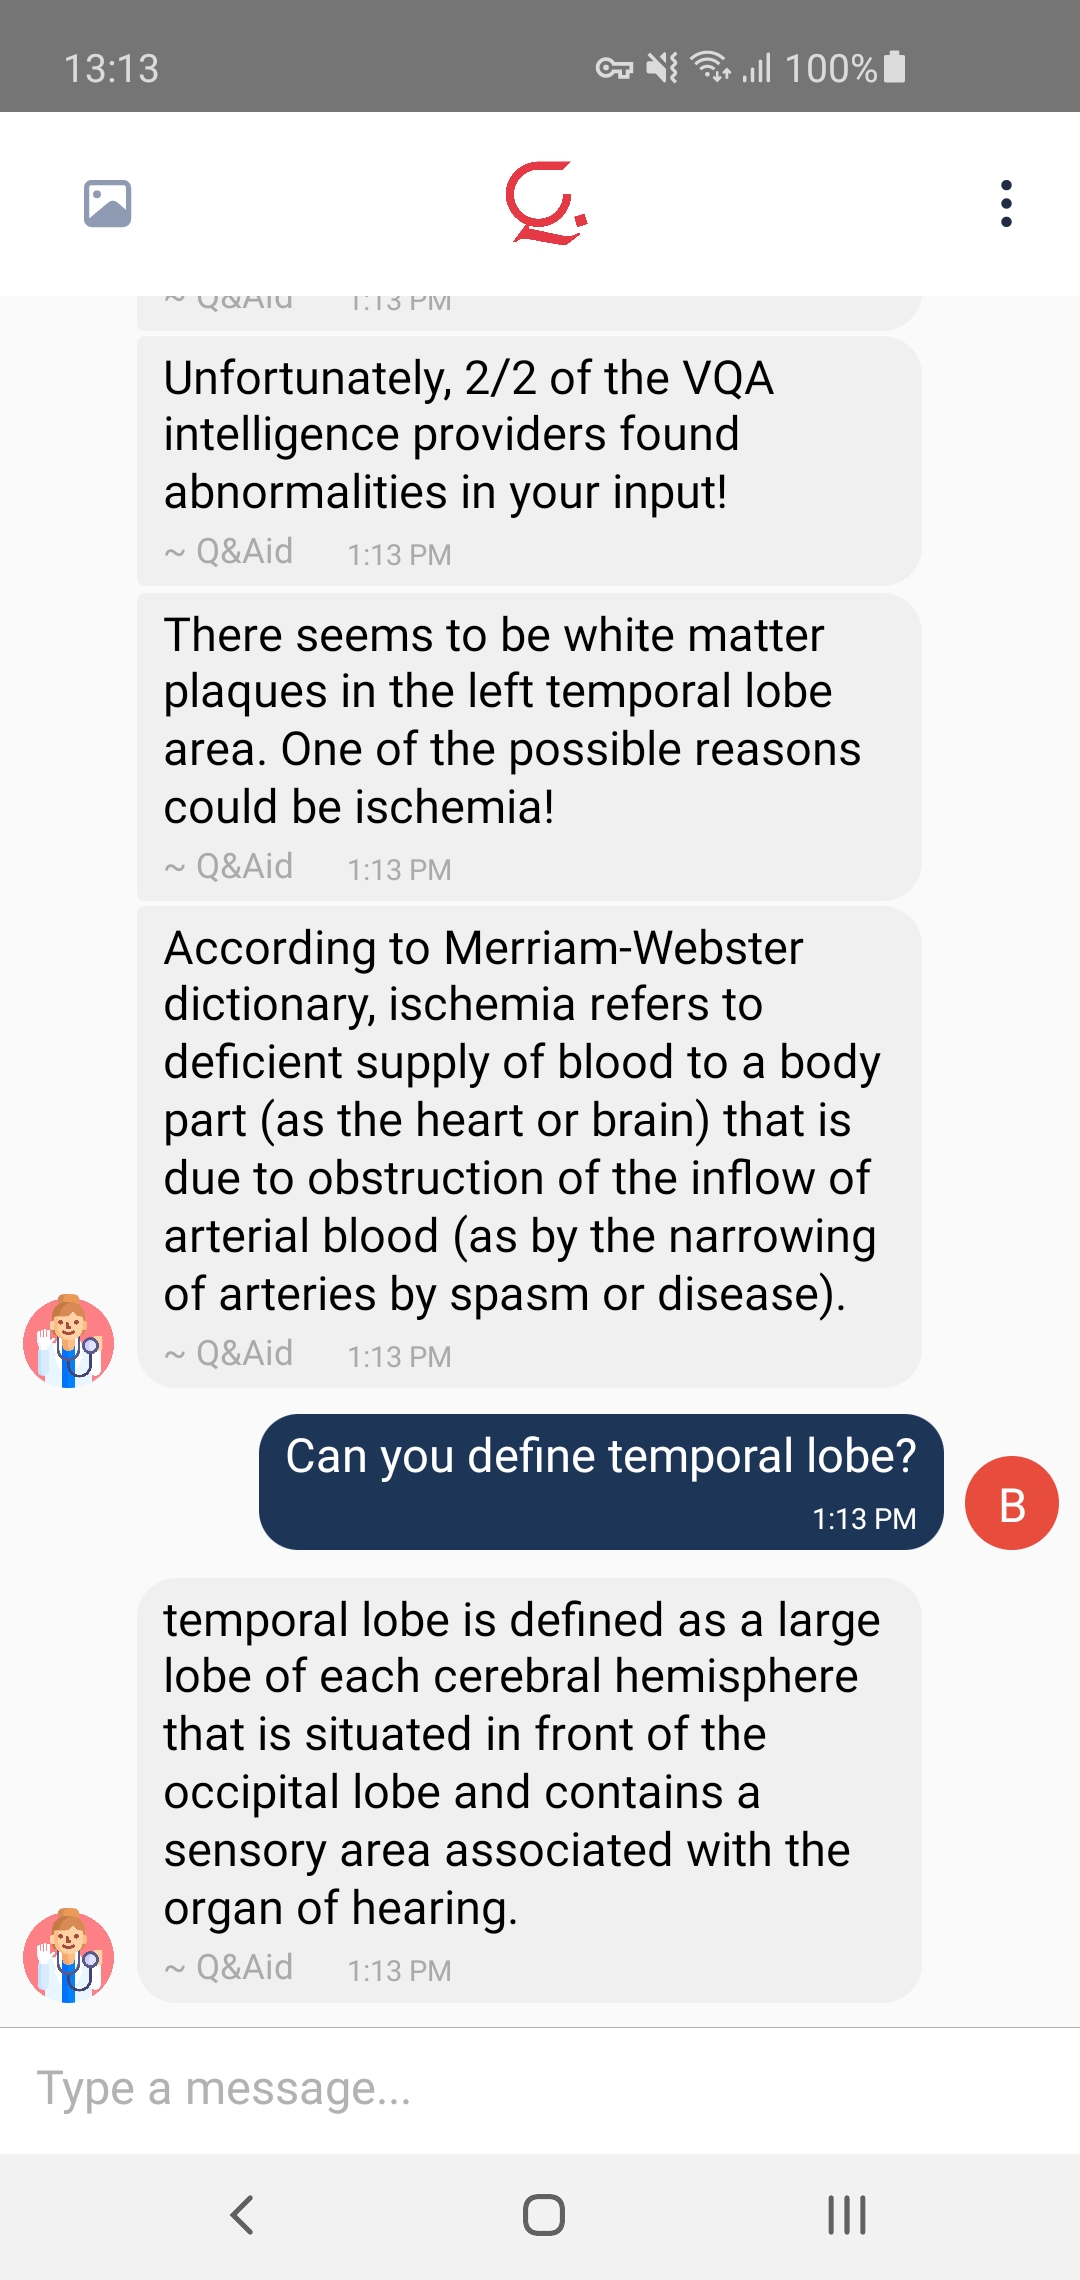 13:13
100%
~ Q&Aid 1:13 PM
Unfortunately, 2/2 of the VQA
intelligence providers found
abnormalities in your input!
~ Q&Aid 1:13 PM
There seems to be white matter
plaques in the left temporal lobe
area. One of the possible reasons
could be ischemia!
~ Q&Aid 1:13 PM
According to Merriam-Webster
dictionary, ischemia refers to
deficient supply of blood to a body
part (as the heart or brain) that is
due to obstruction of the inflow of
arterial blood (as by the narrowing
of arteries by spasm or disease).
~ Q&Aid 1:13 PM
Can you define temporal lobe?
1:13 PM
B
temporal lobe is defined as a large
lobe of each cerebral hemisphere
that is situated in front of the
occipital lobe and contains a
sensory area associated with the
organ of hearing.
~ Q&Aid 1:13 PM
Type a message...